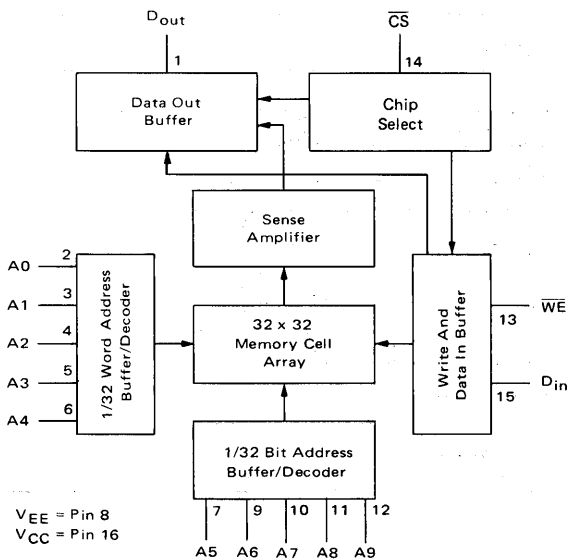 Dout
CS
1
14
Data Out
Buffer
Chip
Select
Sense
Amplifier
A0
2
A1
3
A2
4
A3
5
A4
6
1/32 Word Address
Buffer/Decoder
32 x 32
Memory Cell
Array
Write And
Data In Buffer
WE
13
Din
15
1/32 Bit Address
Buffer/Decoder
7
9
10
11
12
A5
A6
A7
A8
A9
VEE = Pin 8
VCC = Pin 16